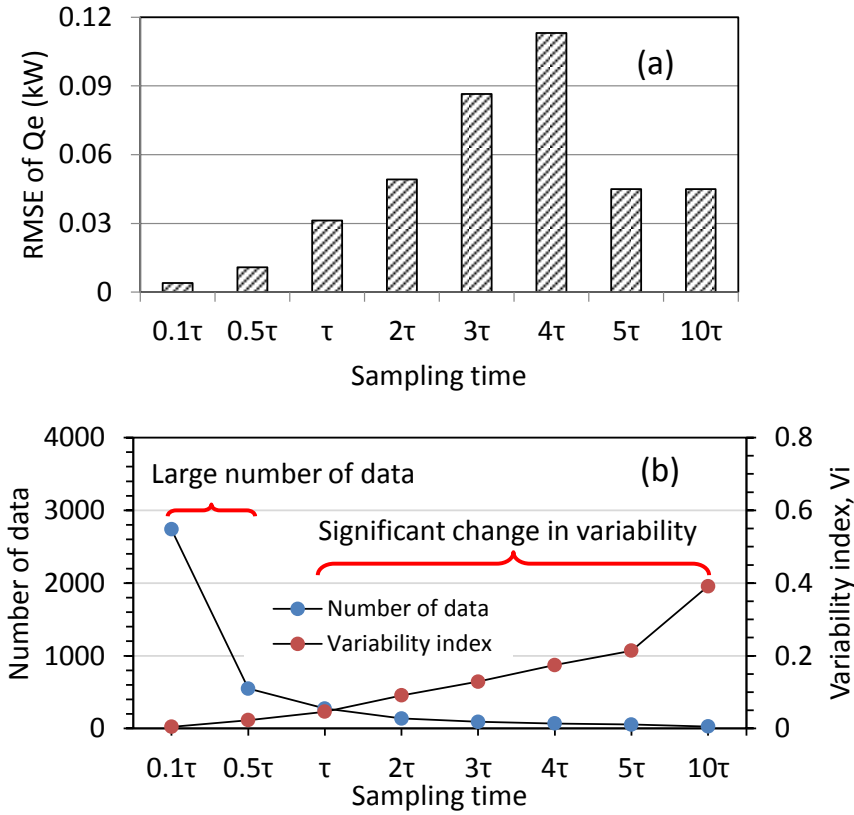 (a)
RMSE of Qe (kW)
0.12
0.09
0.06
0.03
0
0.1τ 0.5τ τ 2τ 3τ 4τ 5τ 10τ
Sampling time
(b)
Number of data
4000
3000
2000
1000
0
Large number of data
Significant change in variability
Number of data
Variability index
0.8
0.6
0.4
0.2
0
Variability index, Vi
0.1τ 0.5τ τ 2τ 3τ 4τ 5τ 10τ
Sampling time